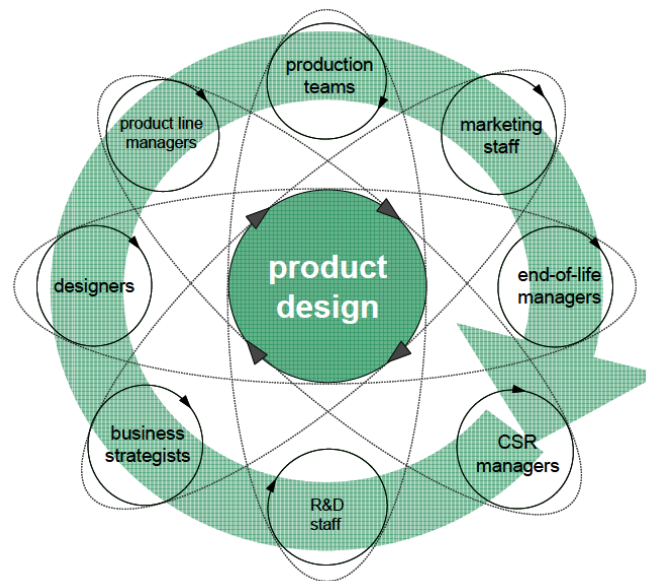 production
teams
product line
managers
marketing
staff
designers
product
design
end-of-life
managers
business
strategists
CSR
managers
R&D
staff